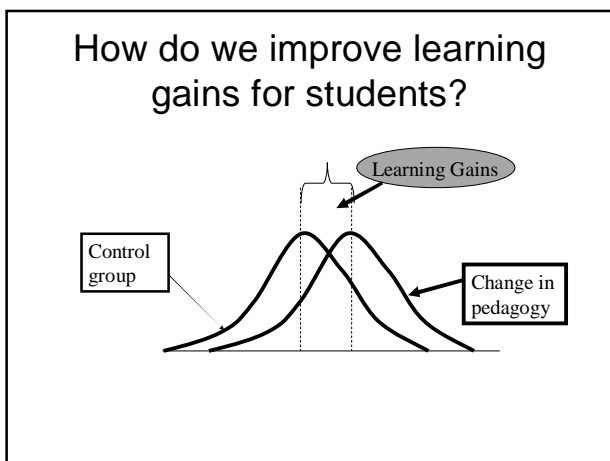 How do we improve learning
gains for students?
Learning Gains
Control
group
Change in
pedagogy